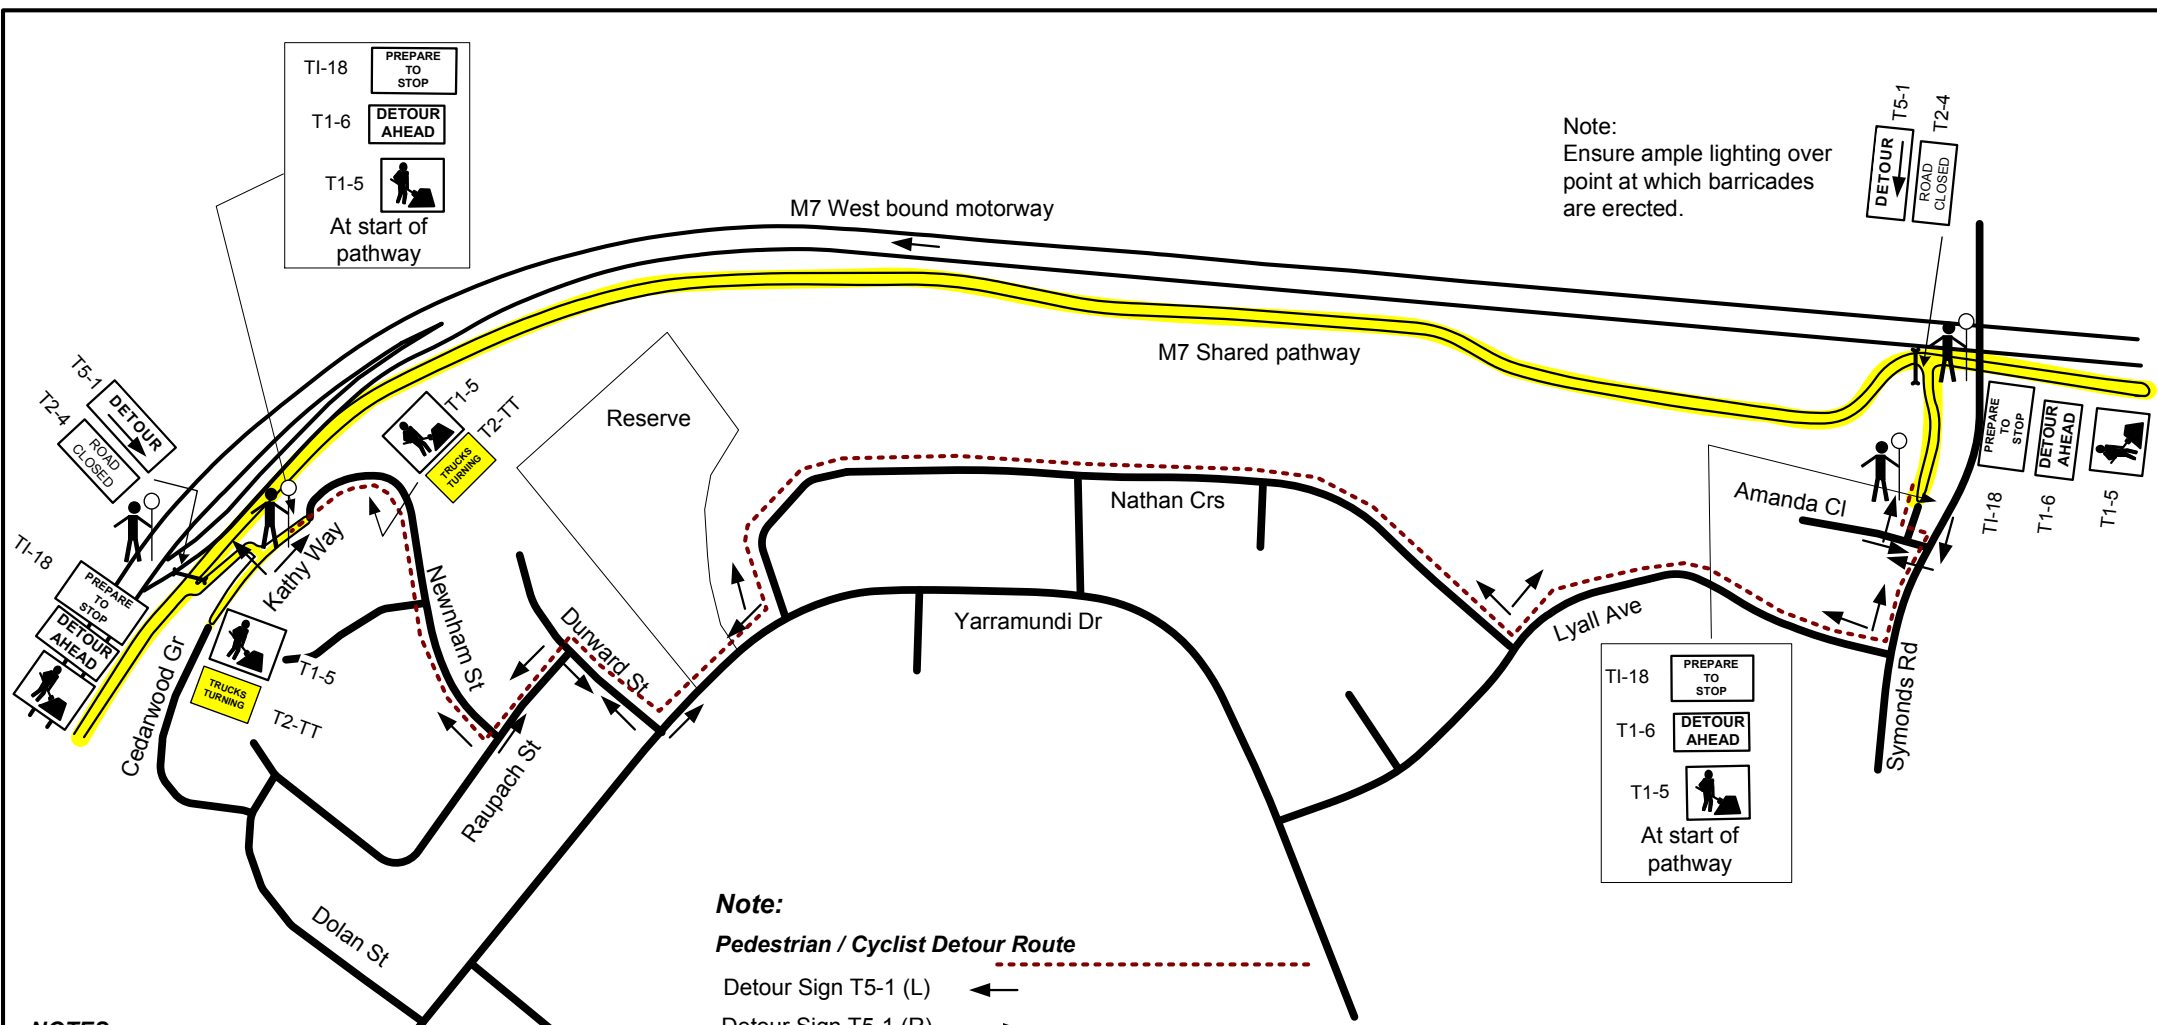 TI-18
PREPARE
TO
STOP
T1-6
DETOUR
AHEAD
T1-5
At start of
pathway
M7 West bound motorway
Note:
Ensure ample lighting over
point at which barricades
are erected.
T5-1
DETOUR
T2-4
ROAD
CLOSED
M7 Shared pathway
T5-1
DETOUR
T2-4
ROAD
CLOSED
T1-5
T2-TT
TRUCKS
TURNING
Reserve
PREPARE
TO
STOP
TI-18
DETOUR
AHEAD
T1-6
T1-5
Nathan Crs
Amanda Cl
TI-18
PREPARE
TO
STOP
DETOUR
AHEAD
Kathy Way
Newnham St
Durward St
Yarramundi Dr
Lyall Ave
Symonds Rd
Cedarwood Gr
T1-5
TRUCKS
TURNING
T2-TT
Raupach St
TI-18
PREPARE
TO
STOP
T1-6
DETOUR
AHEAD
T1-5
At start of
pathway
Dolan St
Note:
Pedestrian / Cyclist Detour Route
Detour Sign T5-1 (L)
Detour Sign T5-1 (R)
NOTES